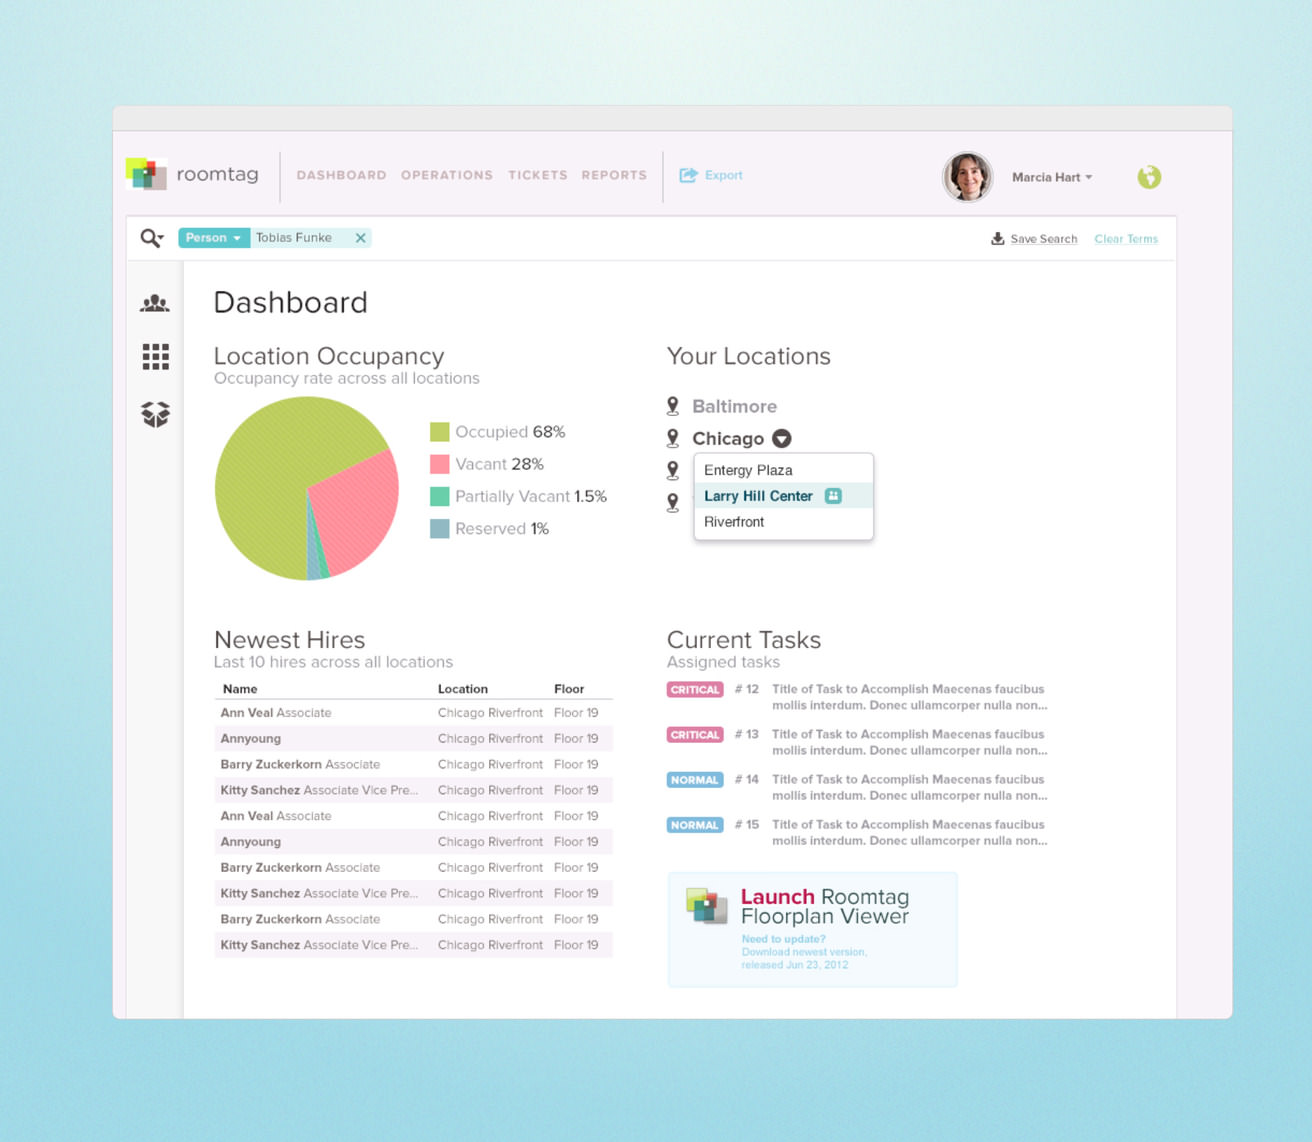 roomtag
DASHBOARD OPERATIONS TICKETS REPORTS
Export
Marcia Hart
Person Tobias Funke
Save Search Clear Terms
Dashboard
Location Occupancy
Occupancy rate across all locations
Occupied 68%
Vacant 28%
Partially Vacant 1.5%
Reserved 1%
Your Locations
Baltimore
Chicago
Entergy Plaza
Larry Hill Center
Riverfront
Newest Hires
Last 10 hires across all locations
Name Location Floor
Ann Veal Associate Chicago Riverfront Floor 19
Annyoung Chicago Riverfront Floor 19
Barry Zuckerkorn Associate Chicago Riverfront Floor 19
Kitty Sanchez Associate Vice Pre... Chicago Riverfront Floor 19
Ann Veal Associate Chicago Riverfront Floor 19
Annyoung Chicago Riverfront Floor 19
Barry Zuckerkorn Associate Chicago Riverfront Floor 19
Kitty Sanchez Associate Vice Pre... Chicago Riverfront Floor 19
Barry Zuckerkorn Associate Chicago Riverfront Floor 19
Kitty Sanchez Associate Vice Pre... Chicago Riverfront Floor 19
Current Tasks
Assigned tasks
CRITICAL # 12 Title of Task to Accomplish Maecenas faucibus
mollis interdum. Donec ullamcorper nulla non...
CRITICAL # 13 Title of Task to Accomplish Maecenas faucibus
mollis interdum. Donec ullamcorper nulla non...
NORMAL # 14 Title of Task to Accomplish Maecenas faucibus
mollis interdum. Donec ullamcorper nulla non...
NORMAL # 15 Title of Task to Accomplish Maecenas faucibus
mollis interdum. Donec ullamcorper nulla non...
Launch Roomtag
Floorplan Viewer
Need to update?
Download newest version,
released Jun 23, 2012